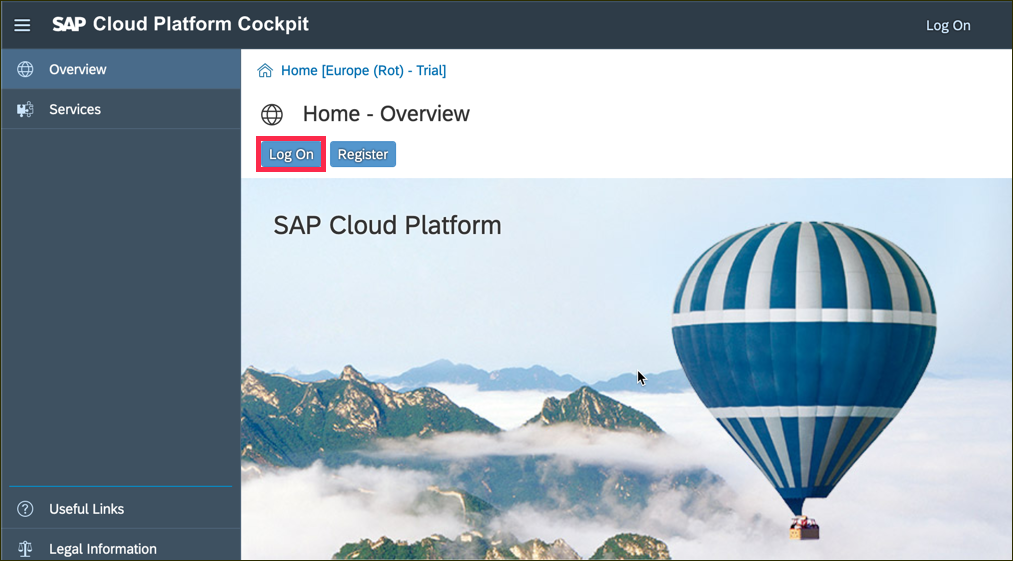 SAP Cloud Platform Cockpit
Log On
Overview
Services
Home [Europe (Rot) - Trial]
Home - Overview
Log On Register
SAP Cloud Platform
Useful Links
Legal Information